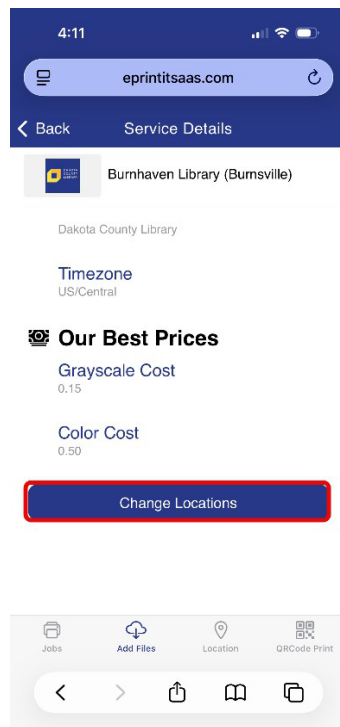 4:11
eprintitsaas.com
Back
Service Details
Burnhaven Library (Burnsville)
Dakota County Library
Timezone
US/Central
Our Best Prices
Grayscale Cost
0.15
Color Cost
0.50
Change Locations
Jobs
Add Files
Location
QRCode Print